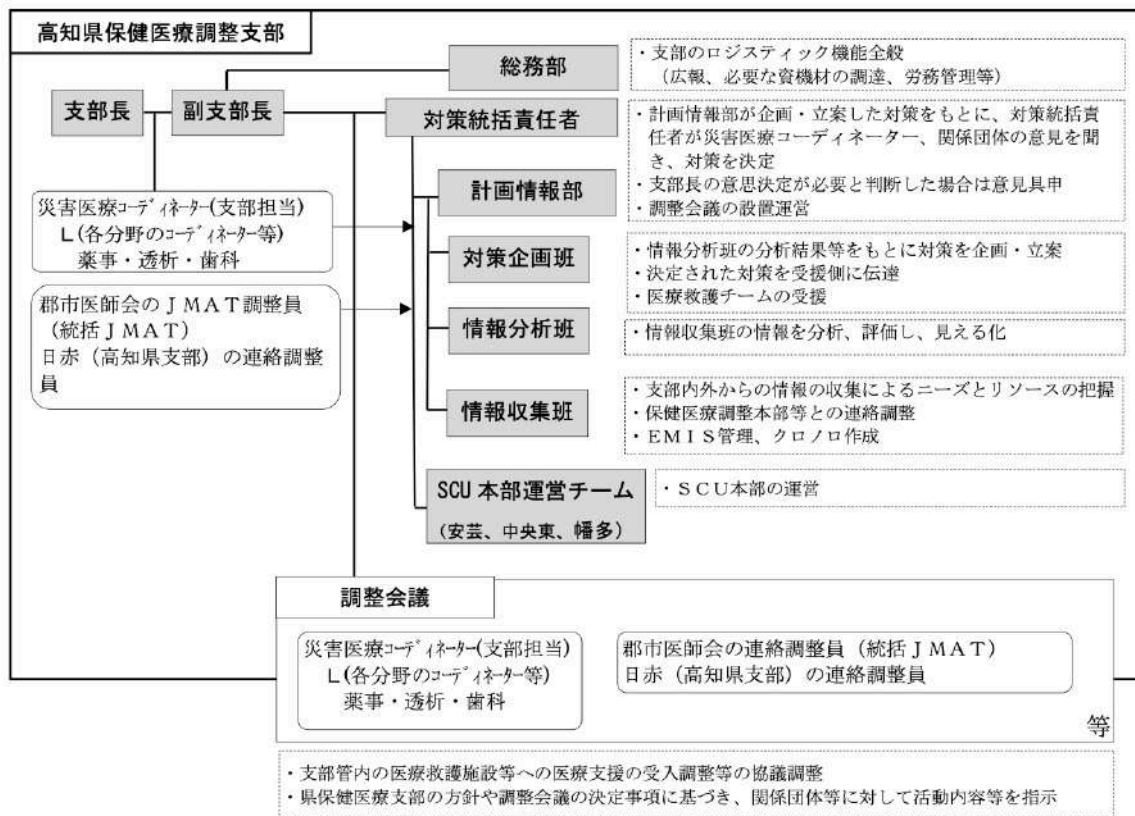 高知県保健医療調整支部
総務部
・支部のロジスティック機能全般
（広報、必要な資機材の調達、労務管理等）
支部長
副支部長
対策統括責任者
・計画情報部が企画・立案した対策をもとに、対策統括責
任者が災害医療コーディネーター、関係団体の意見を聞
き、対策を決定
・支部長の意思決定が必要と判断した場合は意見具申
・調整会議の設置運営
計画情報部
災害医療ｺｰﾃﾞｨﾈｰﾀｰ(支部担当)
L(各分野のｺｰﾃﾞｨﾈｰﾀｰ等)
薬事・透析・歯科
対策企画班
・情報分析班の分析結果等をもとに対策を企画・立案
・決定された対策を受援側に伝達
・医療救護チームの受援
郡市医師会のＪＭＡＴ調整員
（統括ＪＭＡＴ）
日赤（高知県支部）の連絡調整
員
情報分析班
・情報収集班の情報を分析、評価し、見える化
情報収集班
・支部内外からの情報の収集によるニーズとリソースの把握
・保健医療調整本部等との連絡調整
・ＥＭＩＳ管理、クロノロ作成
SCU 本部運営チーム
（安芸、中央東、幡多）
・ＳＣＵ本部の運営
調整会議
災害医療ｺｰﾃﾞｨﾈｰﾀｰ(支部担当)
L(各分野のｺｰﾃﾞｨﾈｰﾀｰ等)
薬事・透析・歯科
郡市医師会の連絡調整員（統括ＪＭＡＴ）
日赤（高知県支部）の連絡調整員
等
・支部管内の医療救護施設等への医療支援の受入調整等の協議調整
・県保健医療支部の方針や調整会議の決定事項に基づき、関係団体等に対して活動内容等を指示